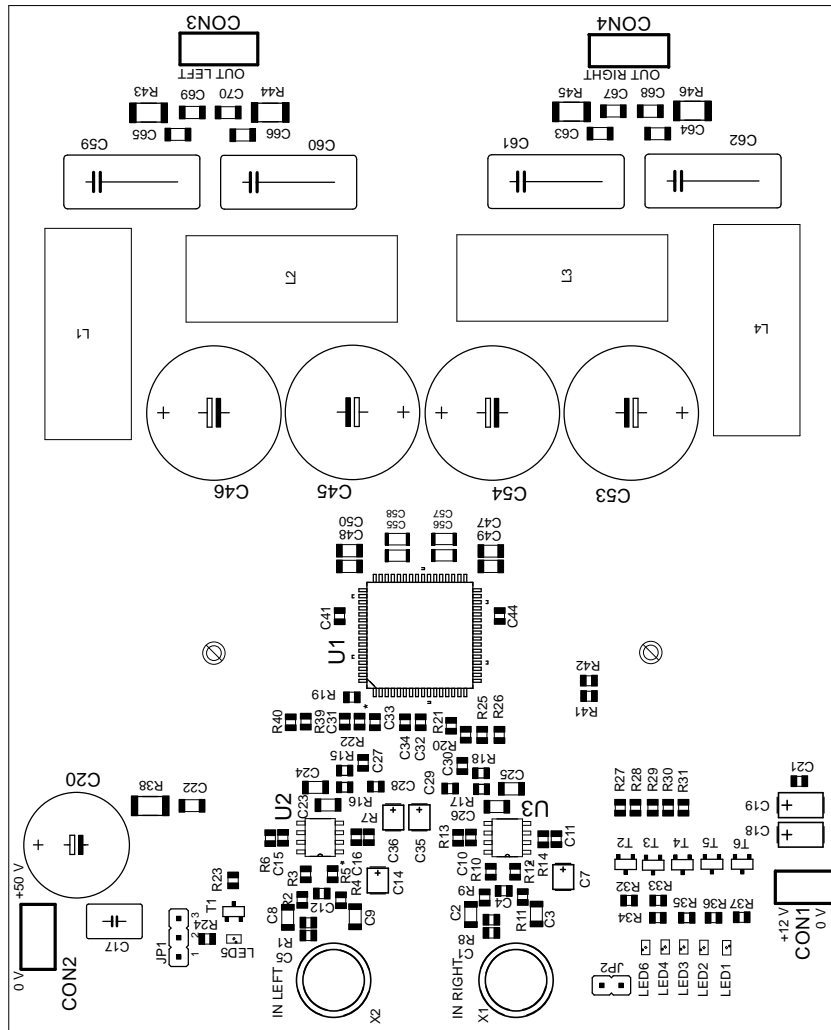 CON3
CON4
OUT LEFT
OUT RIGHT
R43
C69
C70
R44
R45
C67
C68
R46
C65
C66
C63
C64
C59
C60
C61
C62
L1
L2
L3
L4
+
+
+
+
C46
C45
C54
C53
C58
C57
C50
C55
C56
C47
C48
C49
C41
U1
C44
R42
R41
R19
*
R40
R39
C31
R22
C33
C34
C32
R21
R20
R25
R26
R15
C27
C30
R18
C24
R16
C28
C29
R17
C25
C20
R38
C22
U2
C23
R7
C36
C35
C26
U3
R27
R28
R29
R30
R31
C21
C19
C18
+
+
+
R6
C15
C16
R13
C10
R14
C11
R3
R5
*
C14
R10
R12
*
C7
T2
T3
T4
T5
T6
R23
R2
C12
R4
R9
C4
R11
R32
R33
R34
R35
R36
R37
+50 V
0 V
CON2
C17
JP1
1
2
3
T1
R24
LED5
C8
C9
R1
C5
C2
C3
R8
C1
IN LEFT
X2
IN RIGHT
X1
+12 V
0 V
CON1
JP2
LED6
LED4
LED3
LED2
LED1